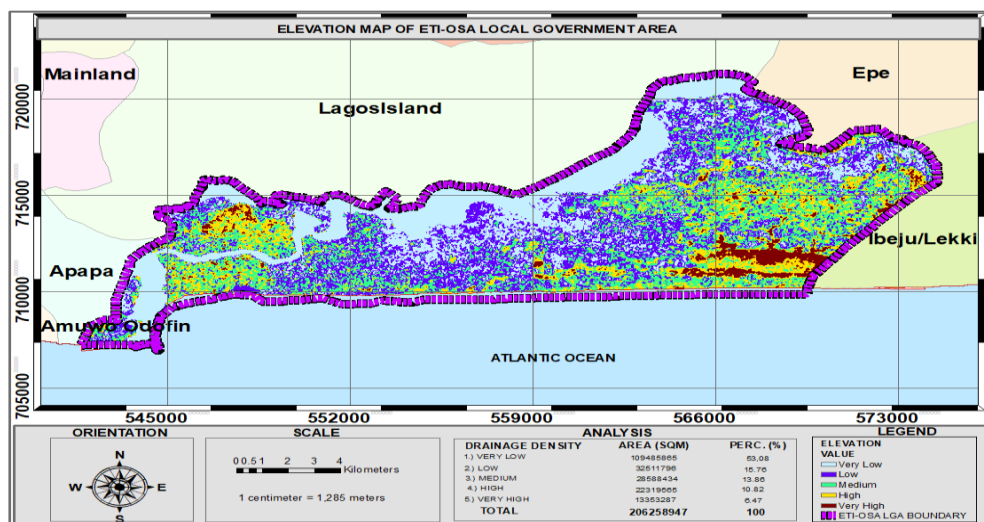 ELEVATION MAP OF ETI-OSA LOCAL GOVERNMENT AREA
Mainland
Epe
LagosIsland
Ibeju/Lekki
Apapa
Amuwo Odofin
ATLANTIC OCEAN
720000
715000
710000
705000
545000 552000 559000 566000 573000
ORIENTATION
N
W E
S
SCALE
0 0.5 1 2 3 4
Kilometers
1 centimeter = 1,285 meters
ANALYSIS
DRAINAGE DENSITY AREA (SQM) PERC. (%)
1.) VERY LOW 109485865 53.08
2.) LOW 32511796 15.76
3.) MEDIUM 28588434 13.86
4.) HIGH 22319565 10.82
5.) VERY HIGH 13353287 6.47
TOTAL 206258947 100
LEGEND
ELEVATION
VALUE
Very Low
Low
Medium
High
Very High
ETI-OSA LGA BOUNDARY